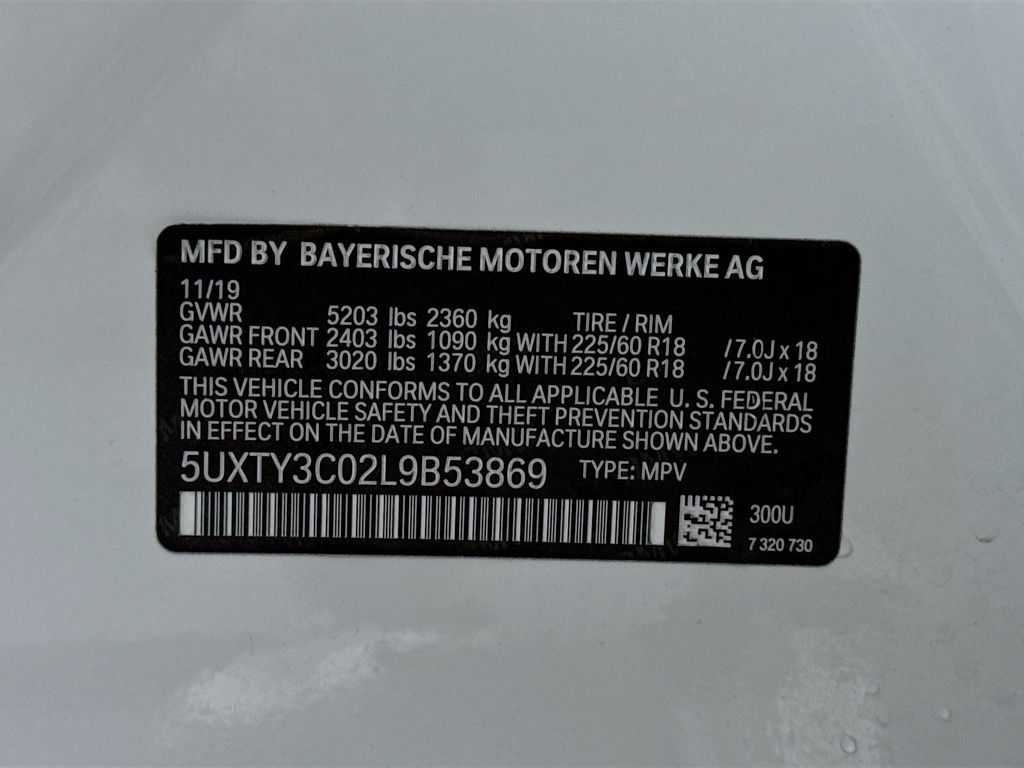 MFD BY BAYERISCHE MOTOREN WERKE AG
11/19
GVWR 5203 lbs 2360 kg TIRE / RIM
GAWR FRONT 2403 lbs 1090 kg WITH 225/60 R18 / 7.0J x 18
GAWR REAR 3020 lbs 1370 kg WITH 225/60 R18 / 7.0J x 18
THIS VEHICLE CONFORMS TO ALL APPLICABLE U. S. FEDERAL
MOTOR VEHICLE SAFETY AND THEFT PREVENTION STANDARDS
IN EFFECT ON THE DATE OF MANUFACTURE SHOWN ABOVE.
5UXTY3C02L9B53869 TYPE: MPV
300U
7 320 730